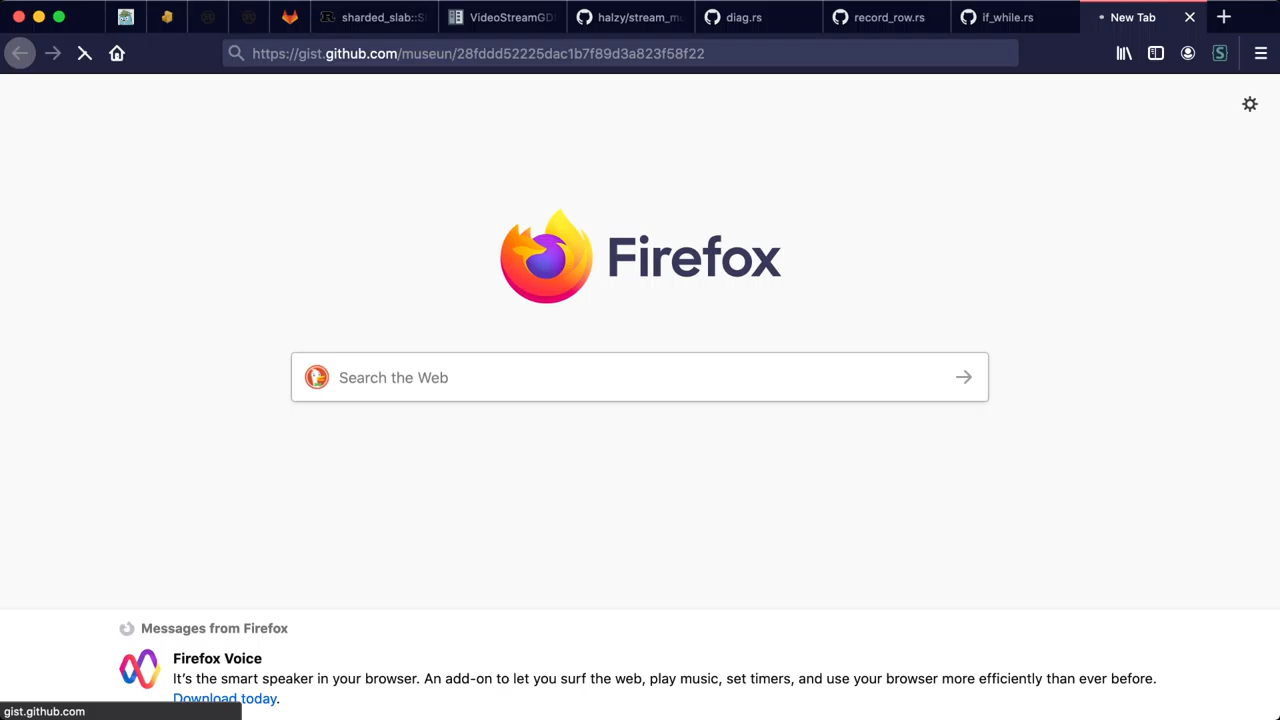 sharded_slab::Sl
VideoStreamGD
halzy/stream_mu
diag.rs
record_row.rs
if_while.rs
New Tab
https://gist.github.com/museun/28fddd52225dac1b7f89d3a823f58f22
Firefox
Search the Web
Messages from Firefox
Firefox Voice
It's the smart speaker in your browser. An add-on to let you surf the web, play music, set timers, and use your browser more efficiently than ever before.
Download today.
gist.github.com